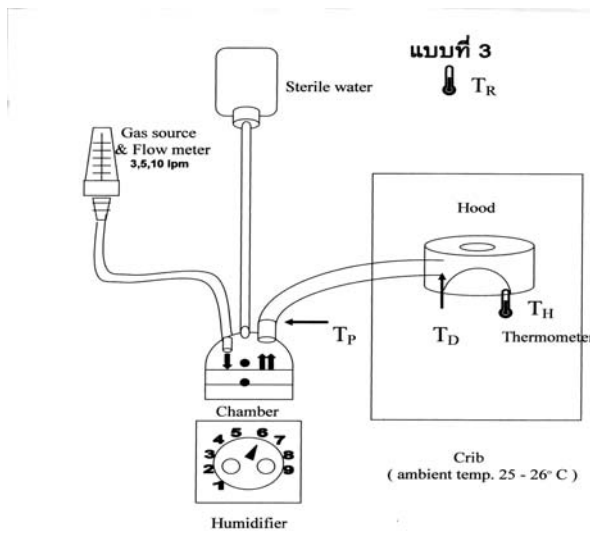 แบบที่ 3
T_R
Sterile water
Gas source
& Flow meter
3,5,10 lpm
Hood
T_P
T_D
T_H
Thermometer
Chamber
1
2
3
4
5
6
7
8
9
Humidifier
Crib
( ambient temp. 25 - 26° C )